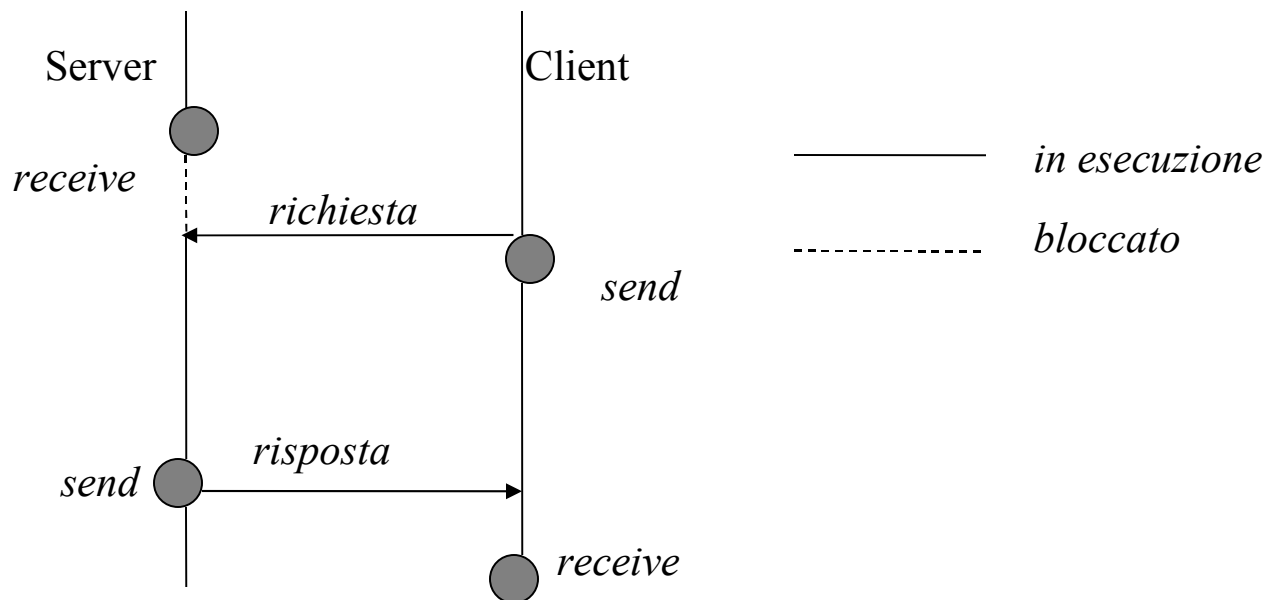 Server
Client
receive
in esecuzione
richiesta
bloccato
send
risposta
send
receive